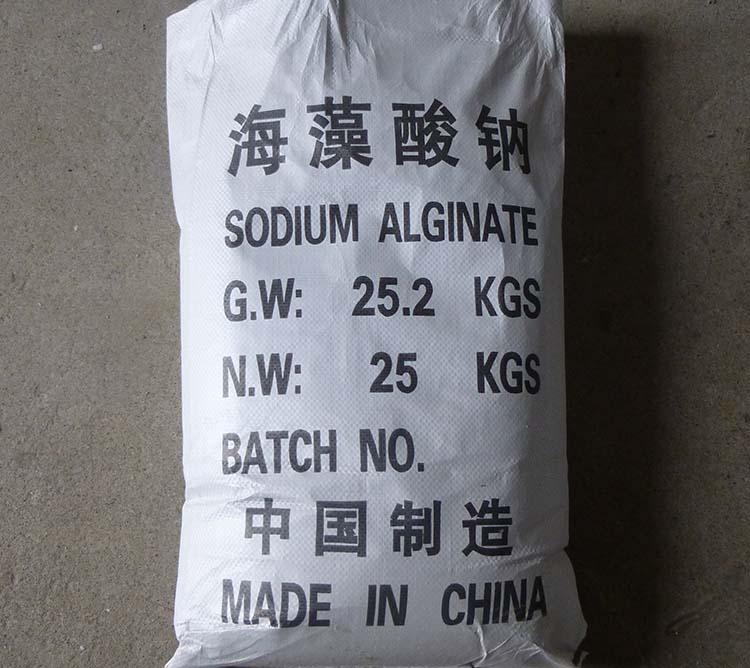 海藻酸钠
SODIUM ALGINATE
G.W: 25.2 KGS
N.W: 25 KGS
BATCH NO.
中国制造
MADE IN CHINA